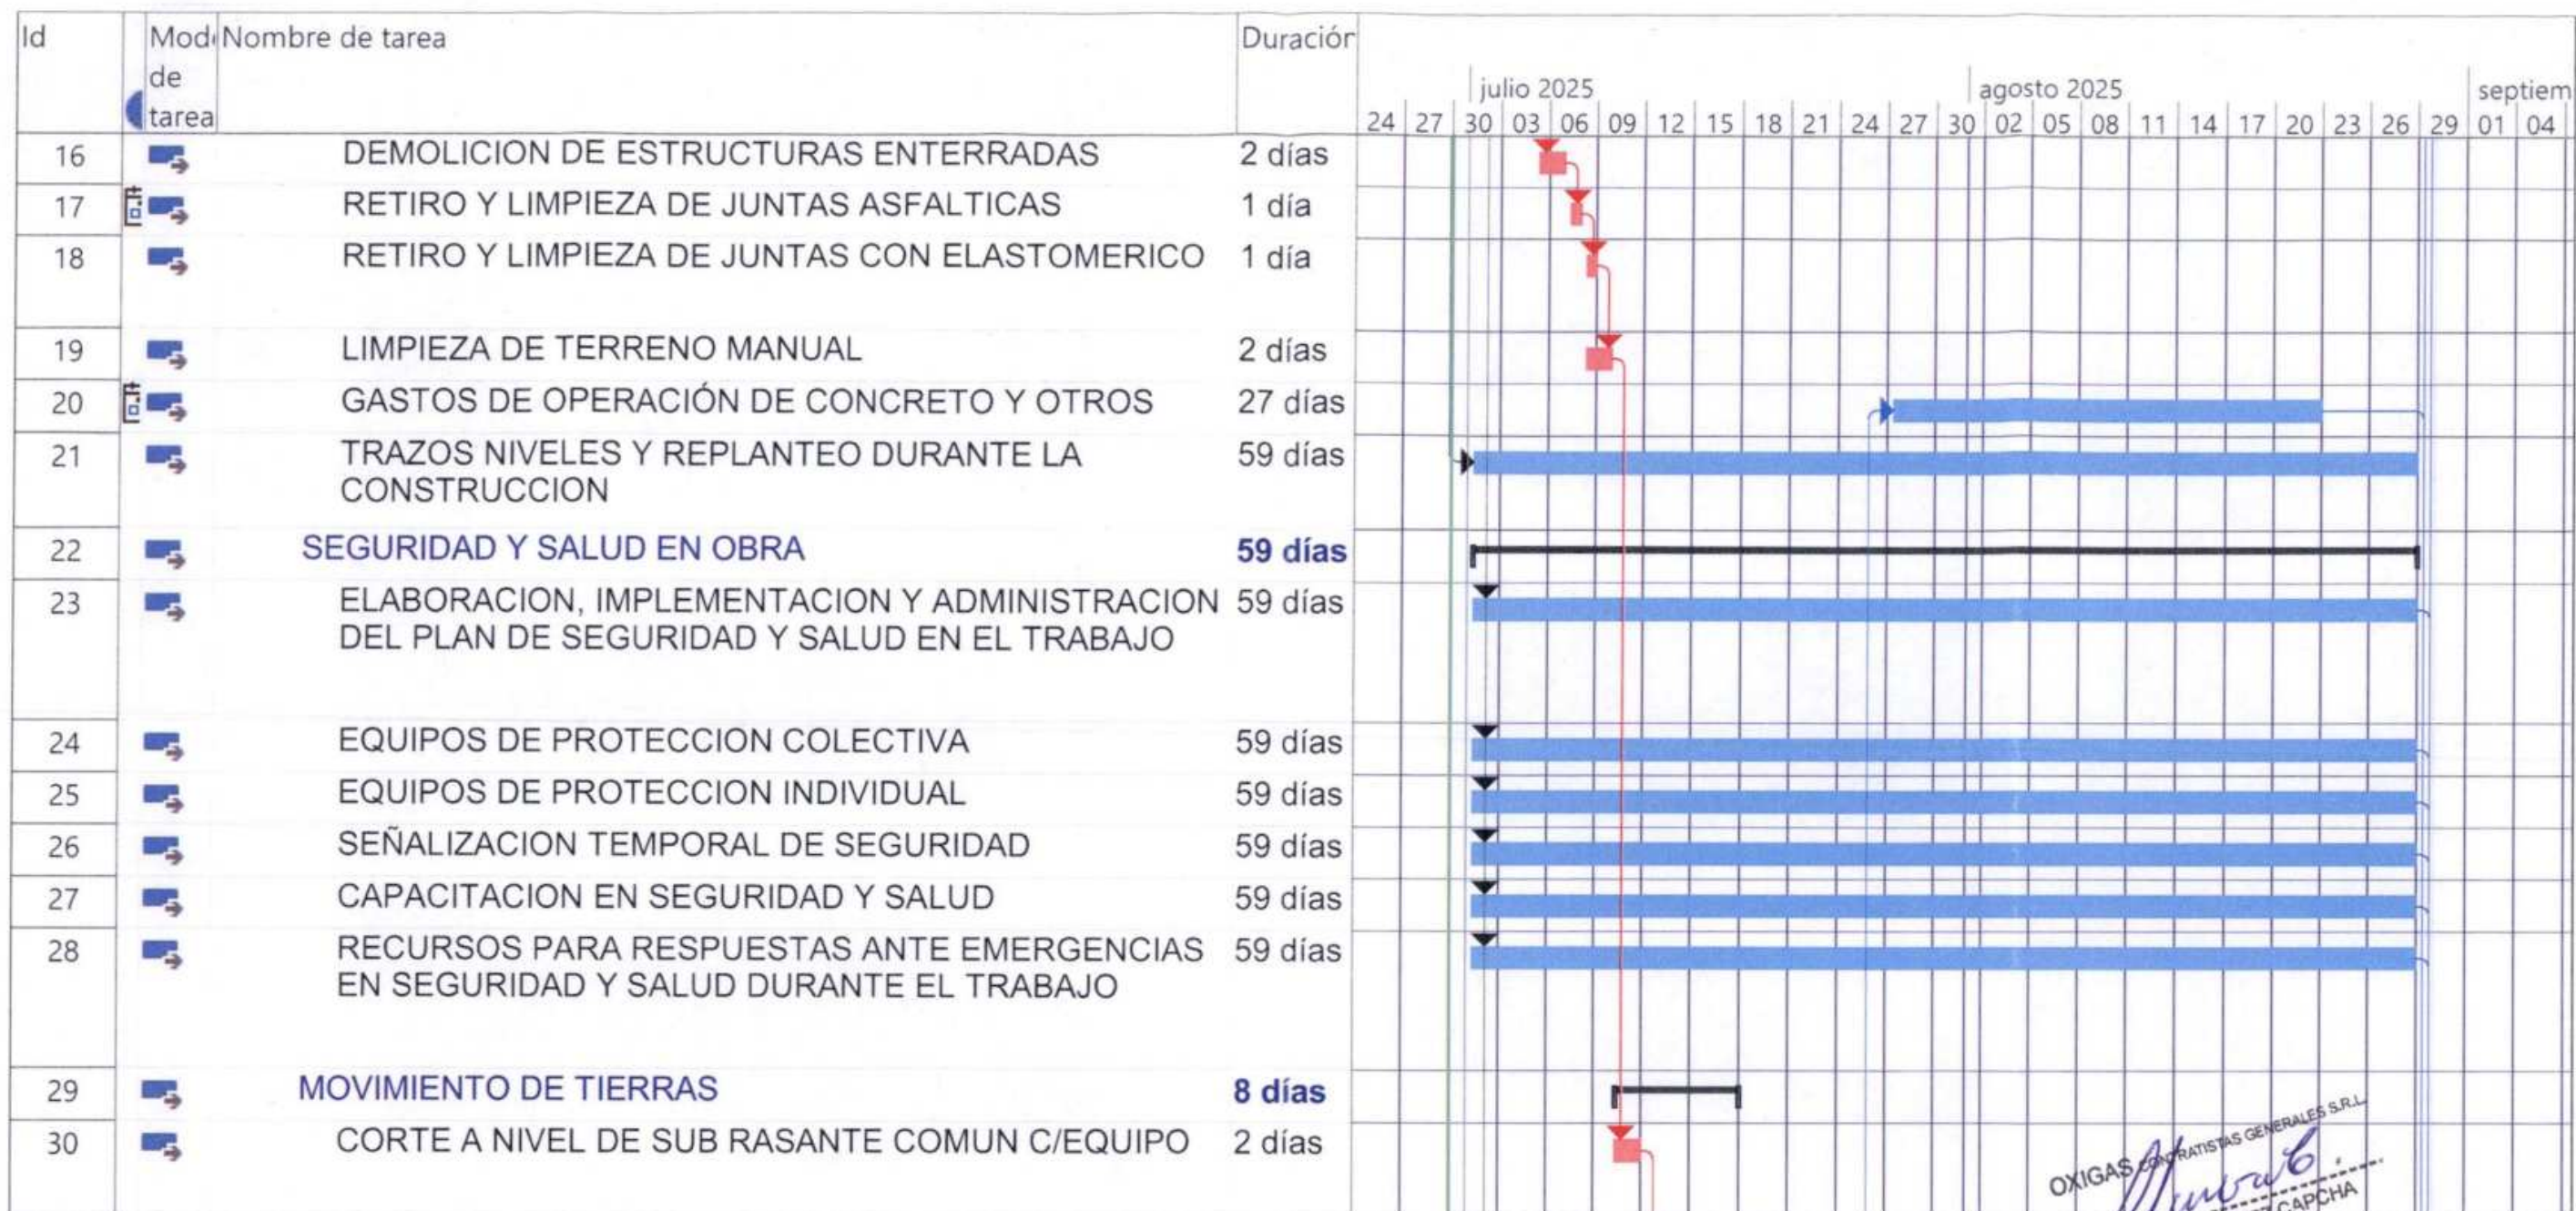 Id Mod Nombre de tarea Duración
de
tarea
julio 2025 agosto 2025 septiem
24 27 30 03 06 09 12 15 18 21 24 27 30 02 05 08 11 14 17 20 23 26 29 01 04
16 DEMOLICION DE ESTRUCTURAS ENTERRADAS 2 días
17 RETIRO Y LIMPIEZA DE JUNTAS ASFALTICAS 1 día
18 RETIRO Y LIMPIEZA DE JUNTAS CON ELASTOMERICO 1 día
19 LIMPIEZA DE TERRENO MANUAL 2 días
20 GASTOS DE OPERACIÓN DE CONCRETO Y OTROS 27 días
21 TRAZOS NIVELES Y REPLANTEO DURANTE LA 59 días
CONSTRUCCION
22 SEGURIDAD Y SALUD EN OBRA 59 días
23 ELABORACION, IMPLEMENTACION Y ADMINISTRACION 59 días
DEL PLAN DE SEGURIDAD Y SALUD EN EL TRABAJO
24 EQUIPOS DE PROTECCION COLECTIVA 59 días
25 EQUIPOS DE PROTECCION INDIVIDUAL 59 días
26 SEÑALIZACION TEMPORAL DE SEGURIDAD 59 días
27 CAPACITACION EN SEGURIDAD Y SALUD 59 días
28 RECURSOS PARA RESPUESTAS ANTE EMERGENCIAS 59 días
EN SEGURIDAD Y SALUD DURANTE EL TRABAJO
29 MOVIMIENTO DE TIERRAS 8 días
30 CORTE A NIVEL DE SUB RASANTE COMUN C/EQUIPO 2 días
OXIGAS CONTRATISTAS GENERALES S.R.L.
CAPCHA